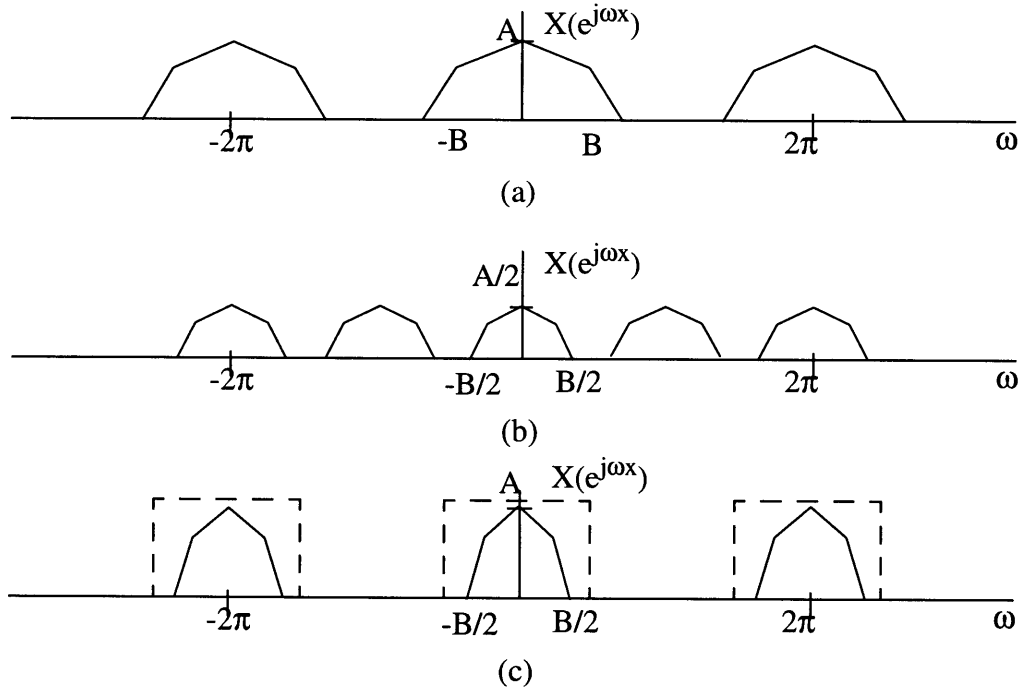 A X(e^{jωx})
-2π -B B 2π ω
(a)
A/2 X(e^{jωx})
-2π -B/2 B/2 2π ω
(b)
A X(e^{jωx})
-2π -B/2 B/2 2π ω
(c)